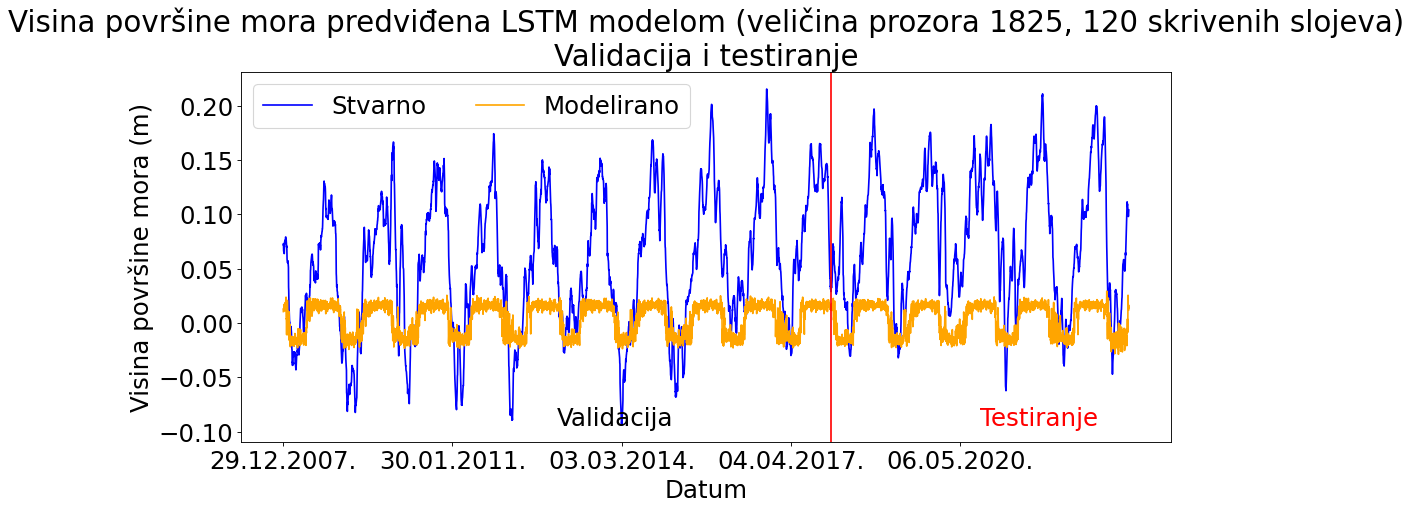 Visina površine mora predviđena LSTM modelom (veličina prozora 1825, 120 skrivenih slojeva)
Validacija i testiranje
Stvarno
Modelirano
Visina površine mora (m)
0.20
0.15
0.10
0.05
0.00
−0.05
−0.10
Validacija
Testiranje
29.12.2007.
30.01.2011.
03.03.2014.
04.04.2017.
06.05.2020.
Datum